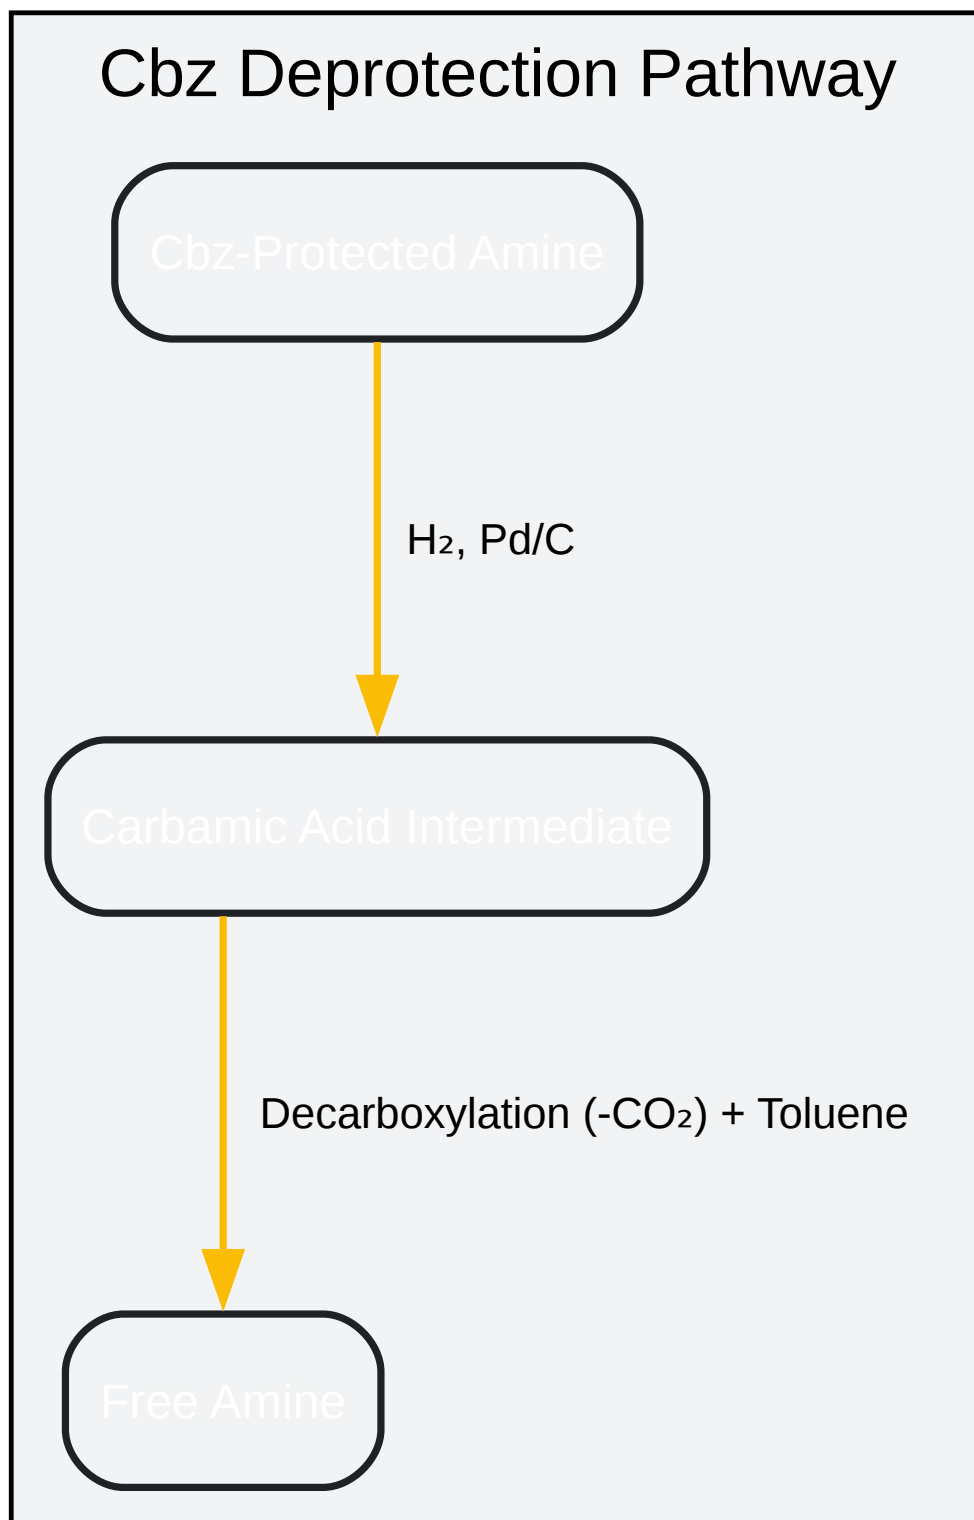 Cbz Deprotection Pathway
Cbz-Protected Amine
H₂, Pd/C
Carbamic Acid Intermediate
Decarboxylation (-CO₂) + Toluene
Free Amine